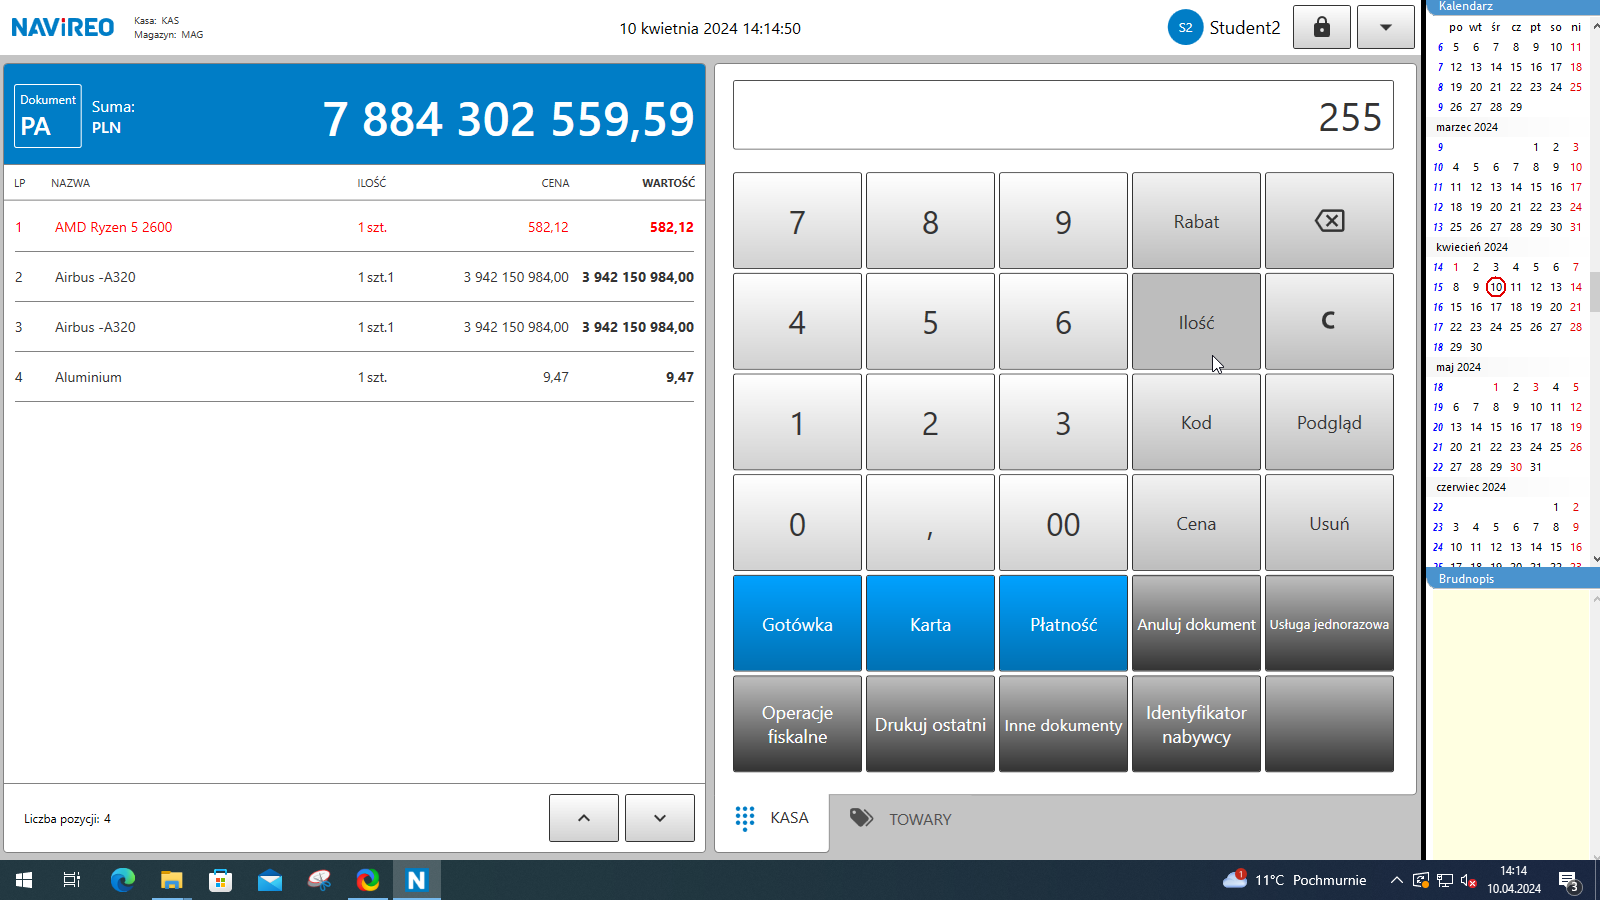 NAViREO
Kasa: KAS
Magazyn: MAG
10 kwietnia 2024 14:14:50
S2
Student2
Dokument
PA
Suma:
PLN
7 884 302 559,59
LP NAZWA ILOŚĆ CENA WARTOŚĆ
1 AMD Ryzen 5 2600 1 szt. 582,12 582,12
2 Airbus -A320 1 szt.1 3 942 150 984,00 3 942 150 984,00
3 Airbus -A320 1 szt.1 3 942 150 984,00 3 942 150 984,00
4 Aluminium 1 szt. 9,47 9,47
Liczba pozycji: 4
255
7 8 9 Rabat
4 5 6 Ilość C
1 2 3 Kod Podgląd
0 , 00 Cena Usuń
Gotówka Karta Płatność Anuluj dokument Usługa jednorazowa
Operacje fiskalne Drukuj ostatni Inne dokumenty Identyfikator nabywcy
KASA TOWARY
Kalendarz
po wt śr cz pt so ni
6 5 6 7 8 9 10 11
7 12 13 14 15 16 17 18
8 19 20 21 22 23 24 25
9 26 27 28 29
marzec 2024
9 1 2 3
10 4 5 6 7 8 9 10
11 11 12 13 14 15 16 17
12 18 19 20 21 22 23 24
13 25 26 27 28 29 30 31
kwiecień 2024
14 1 2 3 4 5 6 7
15 8 9 10 11 12 13 14
16 15 16 17 18 19 20 21
17 22 23 24 25 26 27 28
18 29 30
maj 2024
18 1 2 3 4 5
19 6 7 8 9 10 11 12
20 13 14 15 16 17 18 19
21 20 21 22 23 24 25 26
22 27 28 29 30 31
czerwiec 2024
22 1 2
23 3 4 5 6 7 8 9
24 10 11 12 13 14 15 16
Brudnopis
N
1
11°C Pochmurnie
14:14
10.04.2024
3